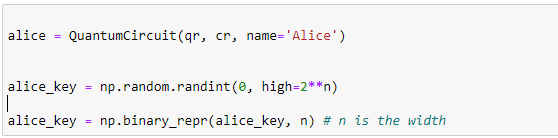 alice = QuantumCircuit(qr, cr, name='Alice')
alice_key = np.random.randint(0, high=2**n)
alice_key = np.binary_repr(alice_key, n) # n is the width